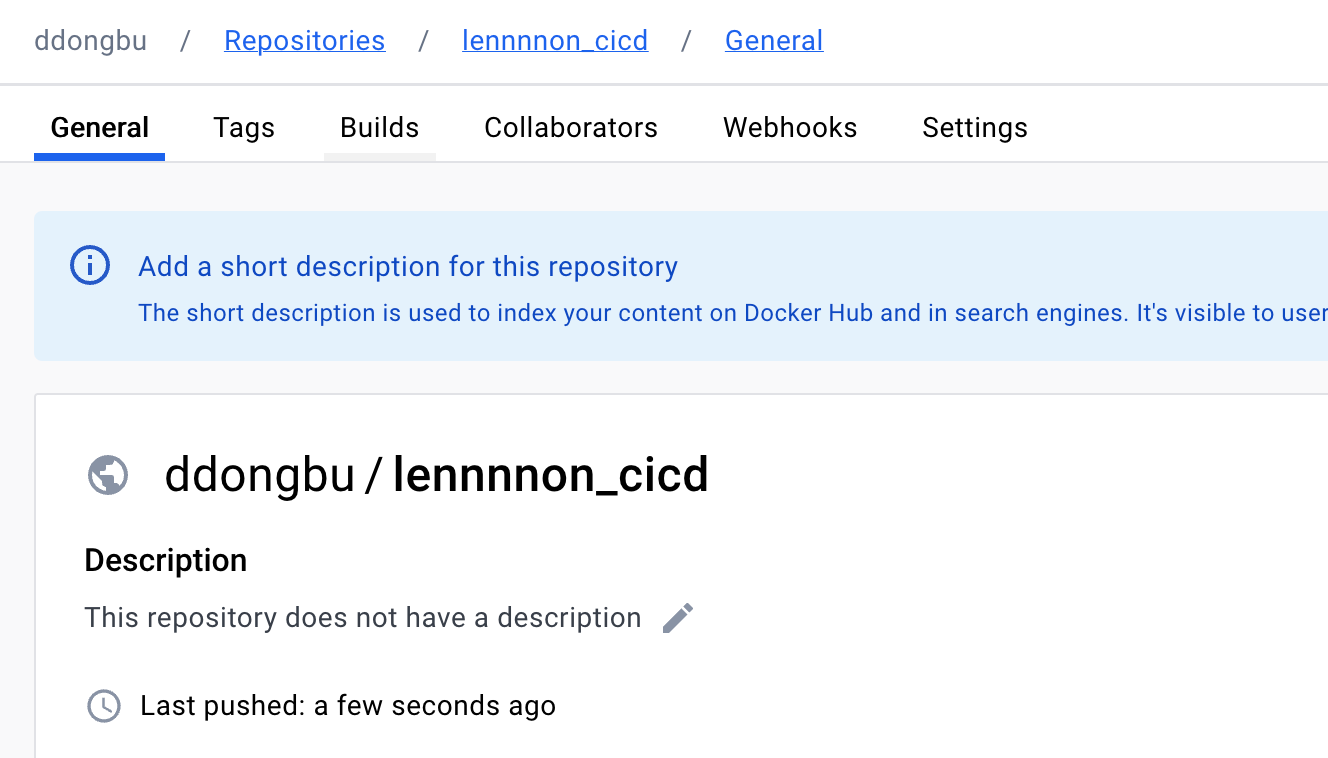 ddongbu / Repositories / lennnnon_cicd / General
General Tags Builds Collaborators Webhooks Settings
Add a short description for this repository
The short description is used to index your content on Docker Hub and in search engines. It's visible to user
ddongbu / lennnnon_cicd
Description
This repository does not have a description
Last pushed: a few seconds ago